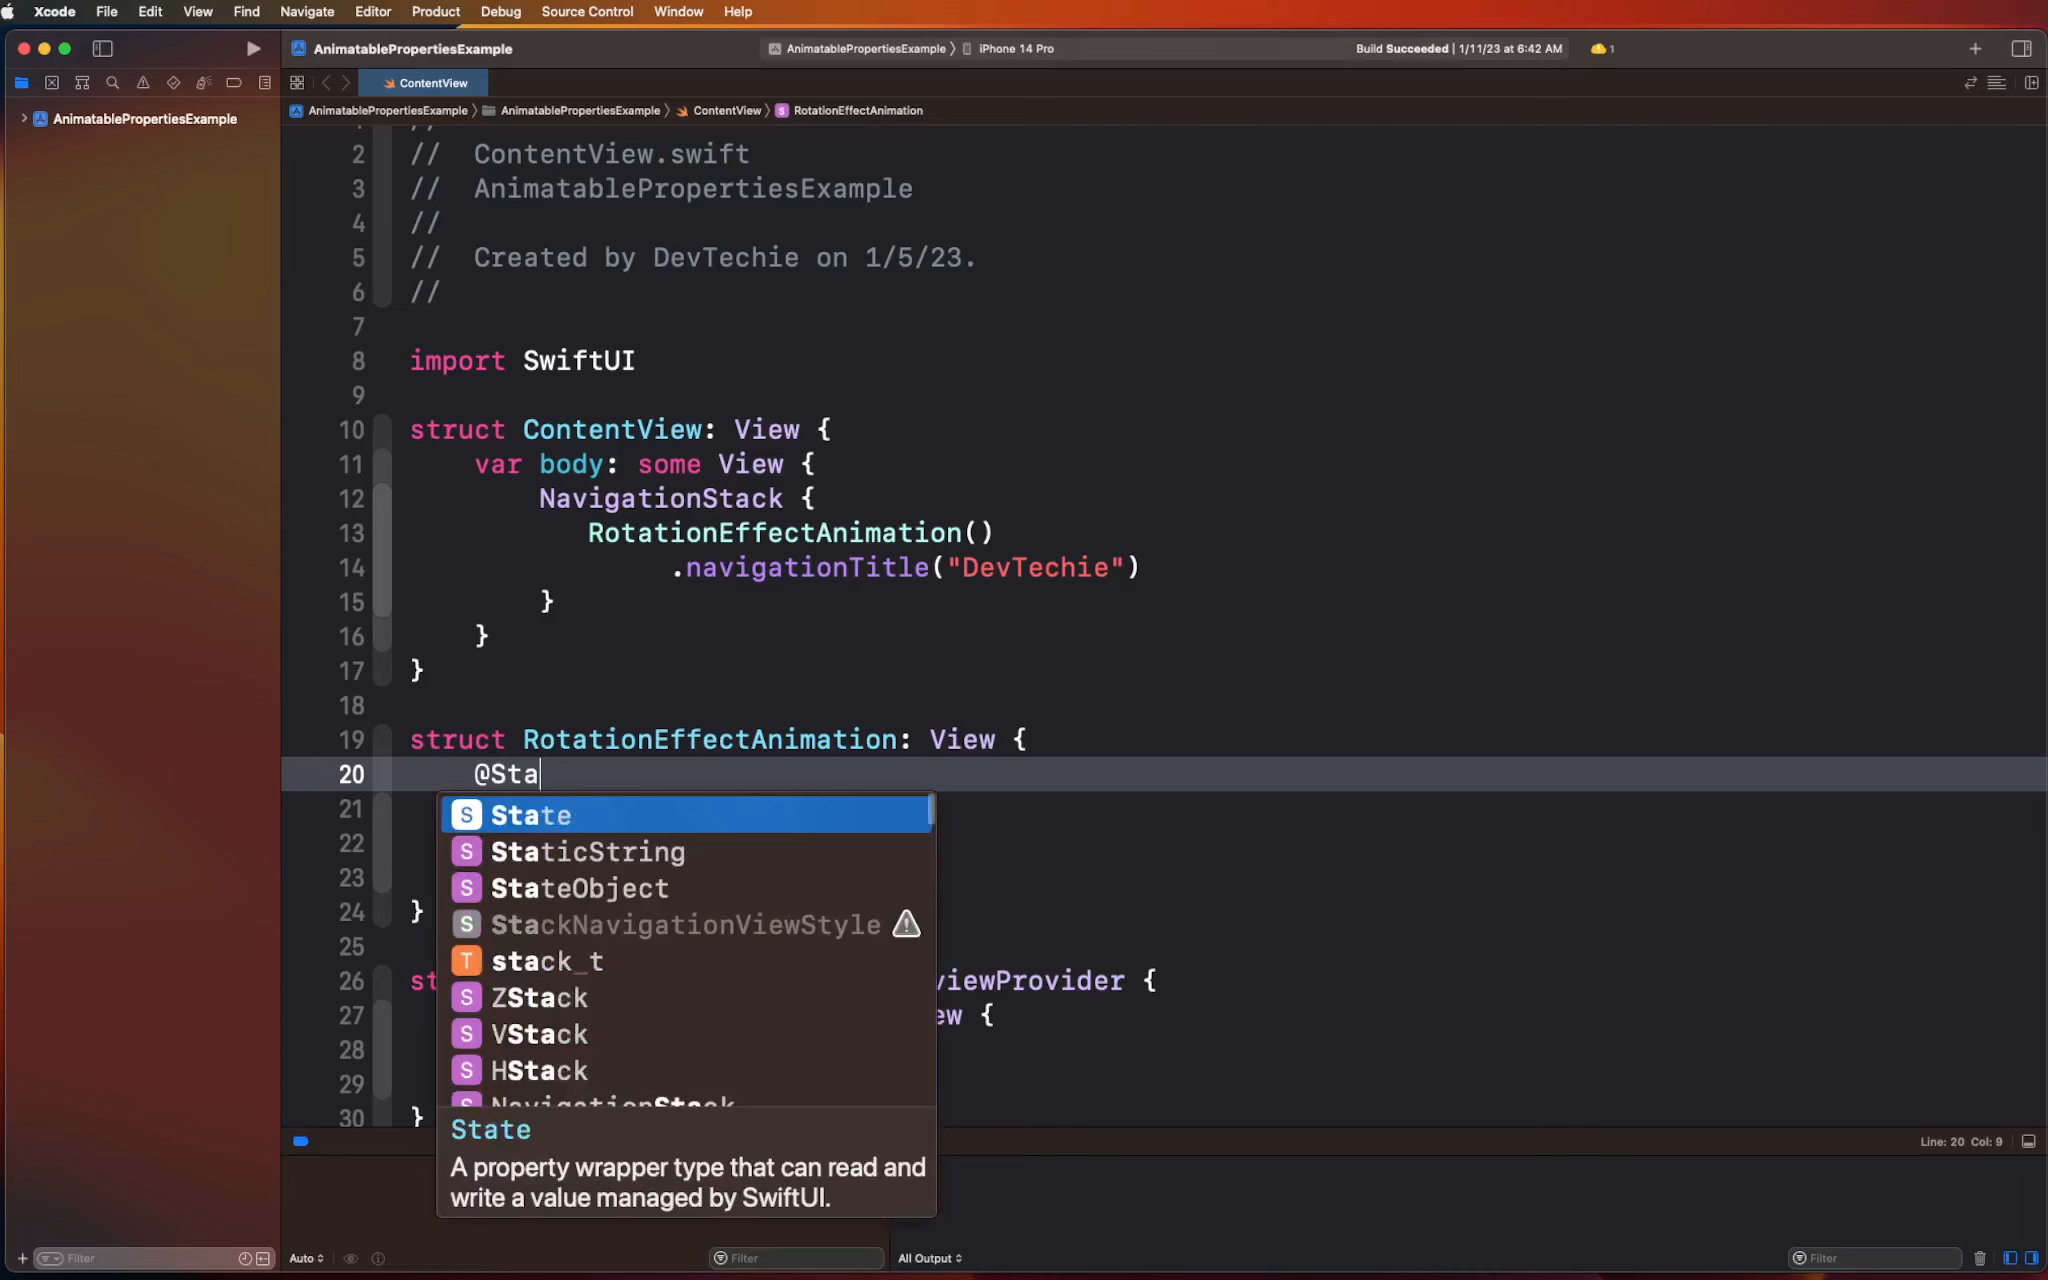 Xcode File Edit View Find Navigate Editor Product Debug Source Control Window Help
AnimatablePropertiesExample
AnimatablePropertiesExample 〉 iPhone 14 Pro
Build Succeeded | 1/11/23 at 6:42 AM
1
ContentView
AnimatablePropertiesExample 〉 AnimatablePropertiesExample 〉 ContentView 〉 S RotationEffectAnimation
AnimatablePropertiesExample
//
2 // ContentView.swift
3 // AnimatablePropertiesExample
4 //
5 // Created by DevTechie on 1/5/23.
6 //
7
8 import SwiftUI
9
10 struct ContentView: View {
11 var body: some View {
12 NavigationStack {
13 RotationEffectAnimation()
14 .navigationTitle("DevTechie")
15 }
16 }
17 }
18
19 struct RotationEffectAnimation: View {
20 @Sta
21
22
23
24 }
25
26 st viewProvider {
27 ew {
28
29
30 }
S State
S StaticString
S StateObject
S StackNavigationViewStyle
T stack_t
S ZStack
S VStack
S HStack
S NavigationStack
State
A property wrapper type that can read and
write a value managed by SwiftUI.
Line: 20 Col: 9
Filter
Auto
Filter
All Output
Filter